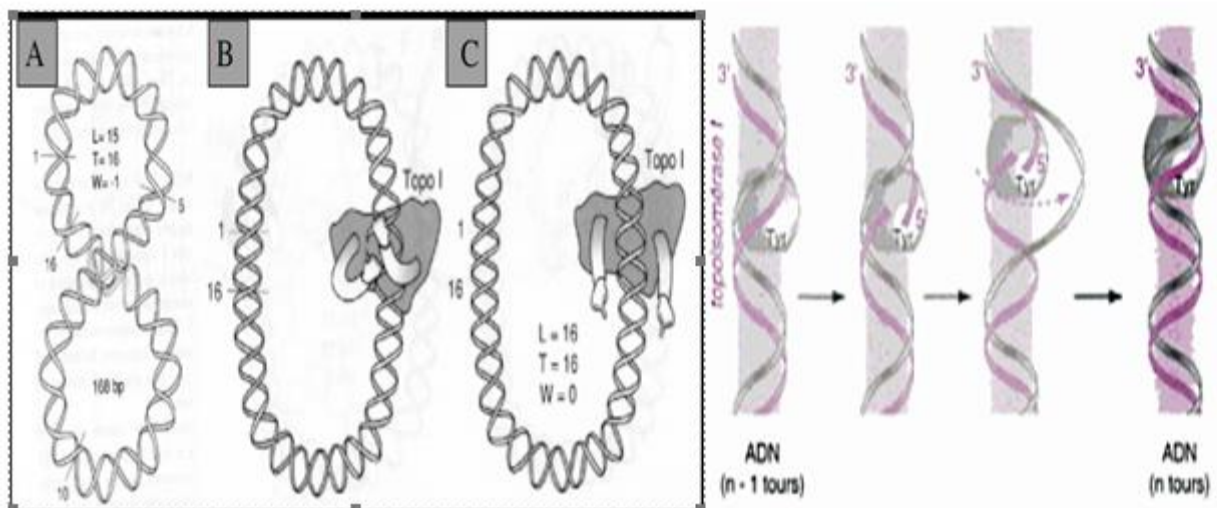 A
B
C
L= 15
T= 16
W= -1
1
5
16
168 bp
10
Topo I
1
16
Topo I
1
16
L = 16
T = 16
W = 0
topoisomérase I
3'
Tyr
3'
5
Tyr
3'
5
Tyr
3'
Tyr
ADN
(n - 1 tours)
ADN
(n tours)